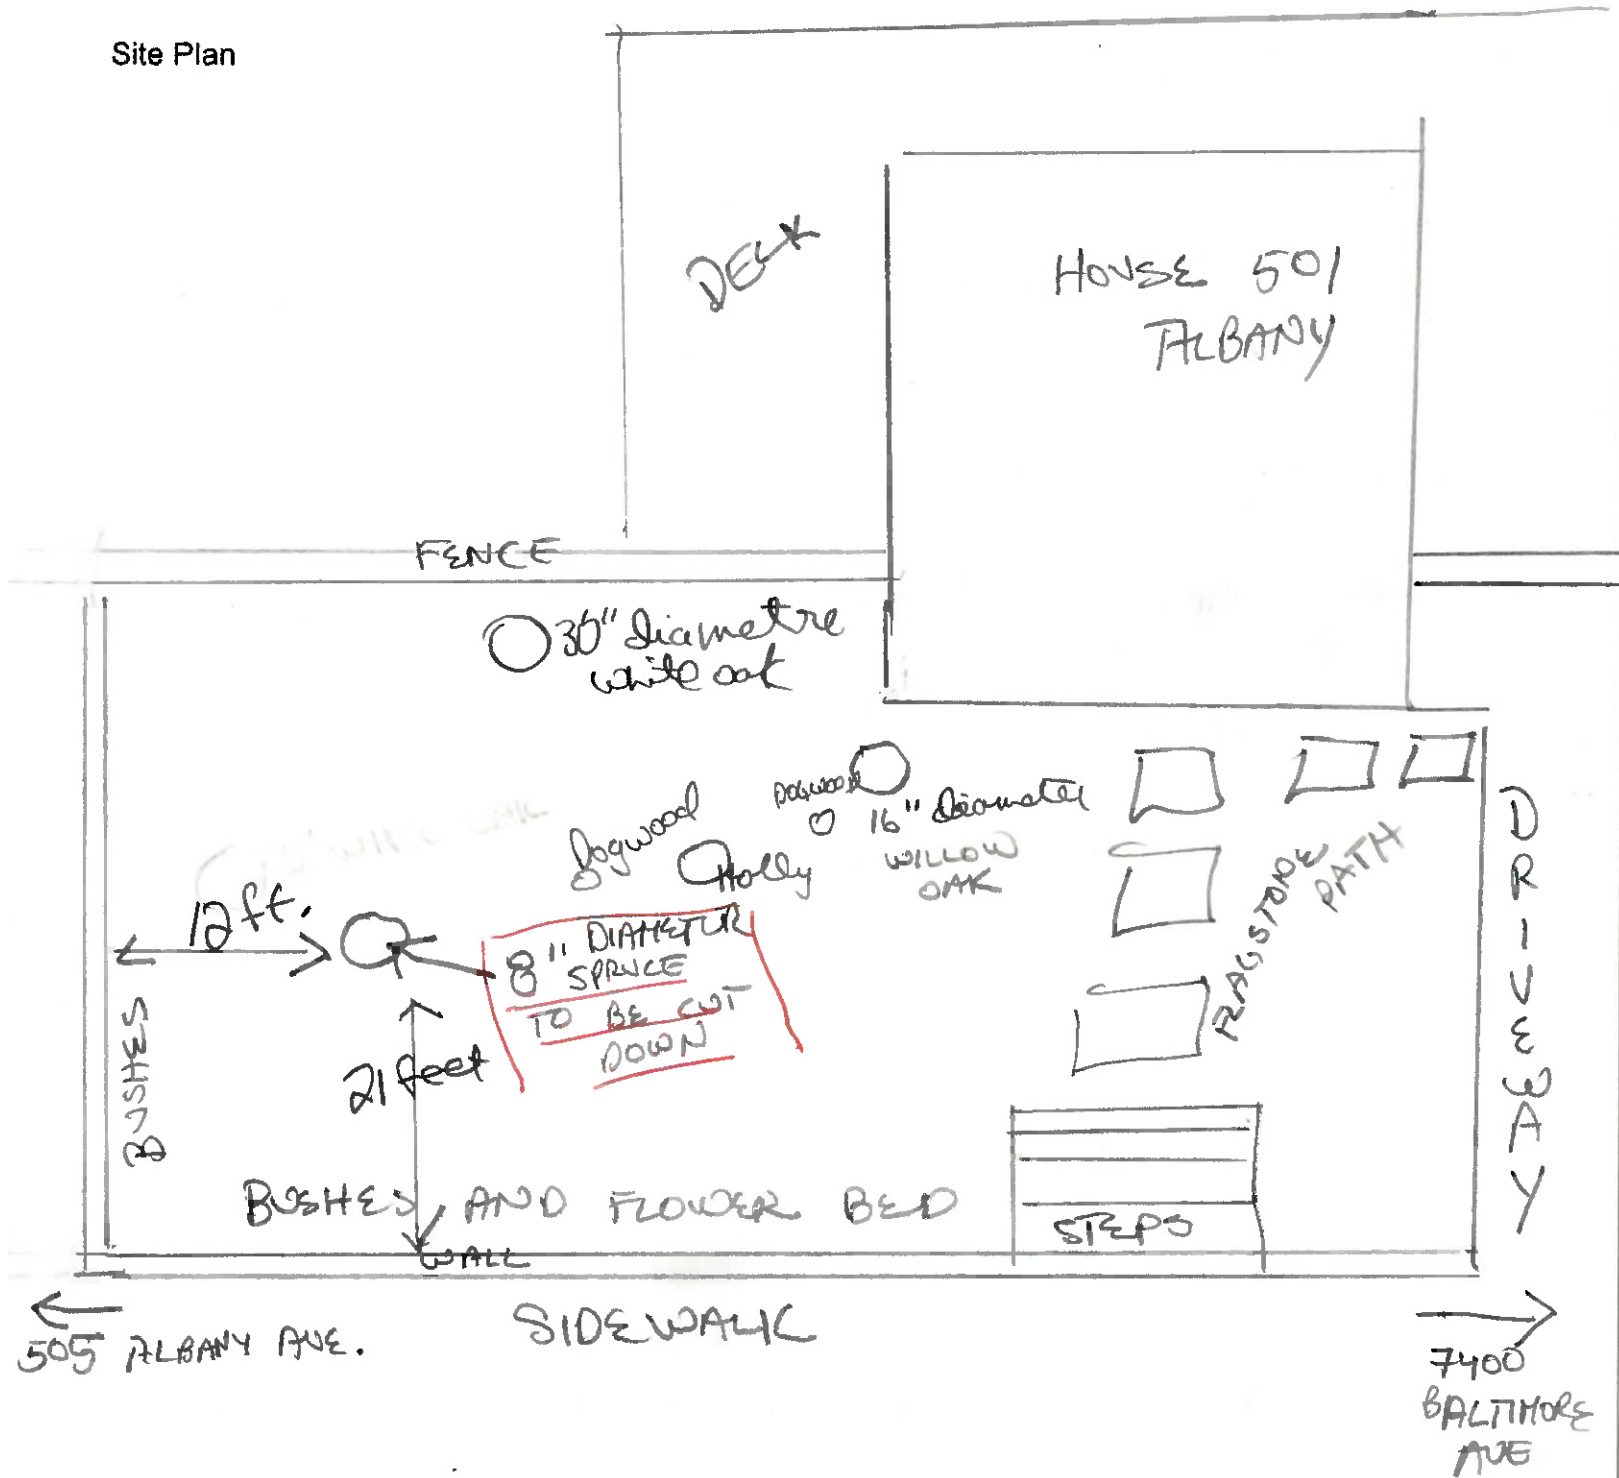 Site Plan
DECK
HOUSE 501
ALBANY
FENCE
30" diametre
white oak
Dogwood
Dogwood
16" diameter
WILLOW
OAK
Holly
FLAGSTONE
PATH
DRIVEWAY
12 ft.
8" DIAMETER
SPRUCE
TO BE CUT
DOWN
21 feet
BUSHES
BUSHES AND FLOWER BED
STEPS
WALL
SIDEWALK
505 ALBANY AVE.
7400
BALTIMORE
AVE